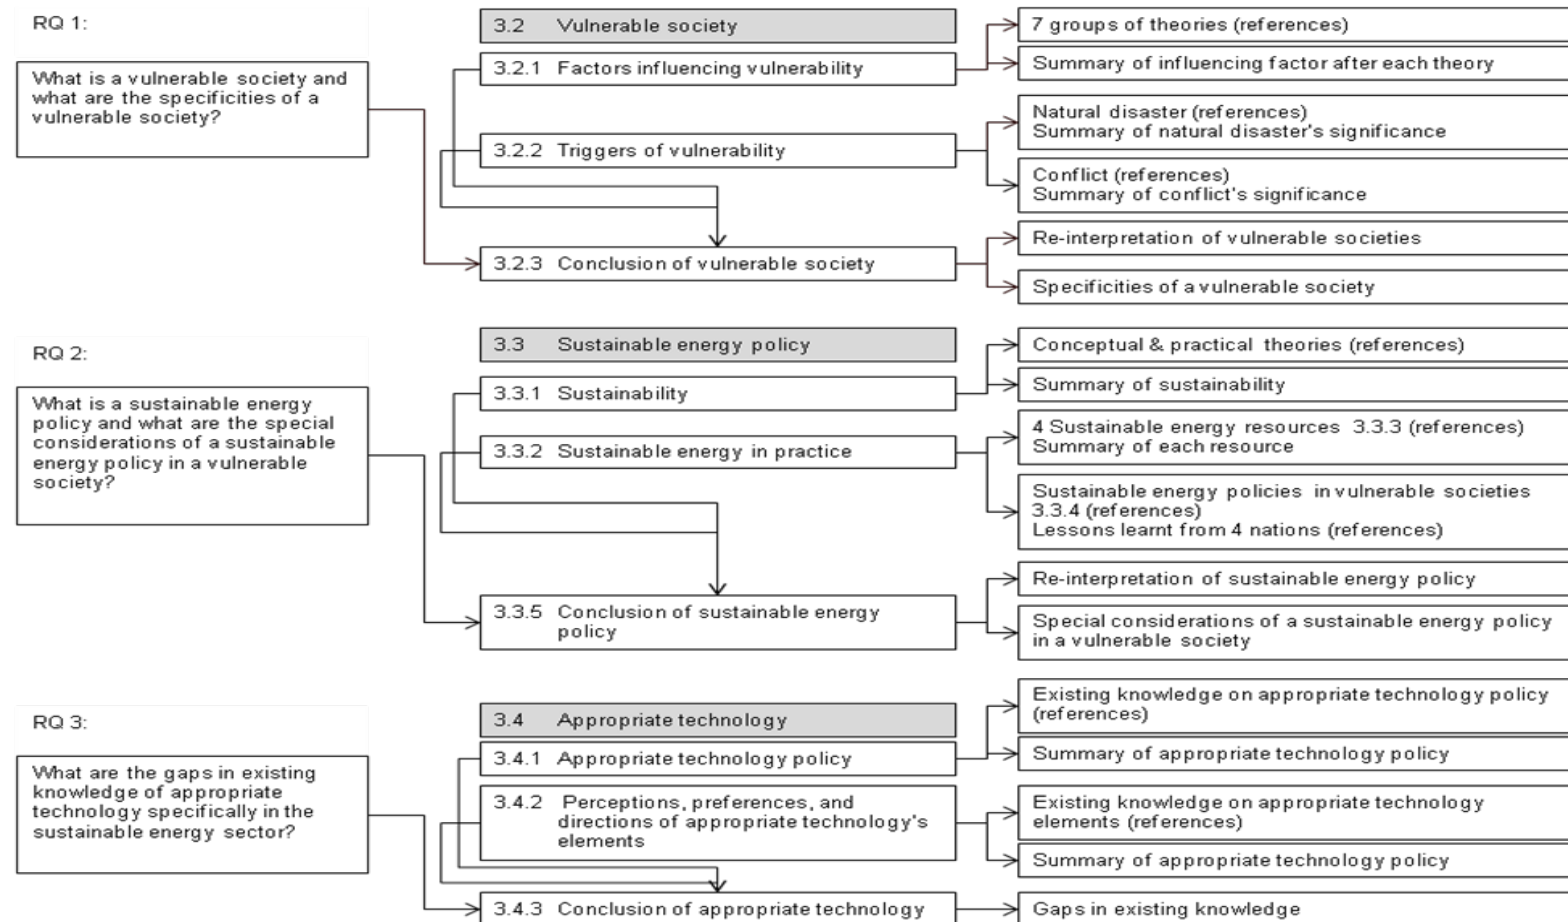 RQ 1:
What is a vulnerable society and
what are the specificities of a
vulnerable society?
3.2 Vulnerable society
3.2.1 Factors influencing vulnerability
3.2.2 Triggers of vulnerability
3.2.3 Conclusion of vulnerable society
7 groups of theories (references)
Summary of influencing factor after each theory
Natural disaster (references)
Summary of natural disaster's significance
Conflict (references)
Summary of conflict's significance
Re-interpretation of vulnerable societies
Specificities of a vulnerable society
RQ 2:
What is a sustainable energy
policy and what are the special
considerations of a sustainable
energy policy in a vulnerable
society?
3.3 Sustainable energy policy
3.3.1 Sustainability
3.3.2 Sustainable energy in practice
3.3.5 Conclusion of sustainable energy
policy
Conceptual & practical theories (references)
Summary of sustainability
4 Sustainable energy resources 3.3.3 (references)
Summary of each resource
Sustainable energy policies in vulnerable societies
3.3.4 (references)
Lessons learnt from 4 nations (references)
Re-interpretation of sustainable energy policy
Special considerations of a sustainable energy policy
in a vulnerable society
RQ 3:
What are the gaps in existing
knowledge of appropriate
technology specifically in the
sustainable energy sector?
3.4 Appropriate technology
3.4.1 Appropriate technology policy
3.4.2 Perceptions, preferences, and
directions of appropriate technology's
elements
3.4.3 Conclusion of appropriate technology
Existing knowledge on appropriate technology policy
(references)
Summary of appropriate technology policy
Existing knowledge on appropriate technology
elements (references)
Summary of appropriate technology policy
Gaps in existing knowledge